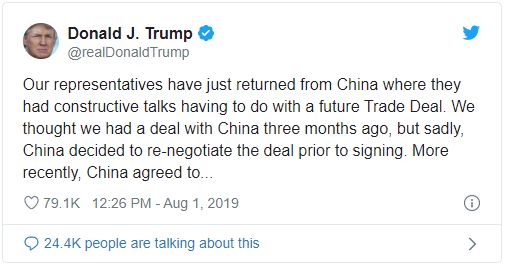 Donald J. Trump
@realDonaldTrump
Our representatives have just returned from China where they
had constructive talks having to do with a future Trade Deal. We
thought we had a deal with China three months ago, but sadly,
China decided to re-negotiate the deal prior to signing. More
recently, China agreed to...
79.1K 12:26 PM - Aug 1, 2019
24.4K people are talking about this